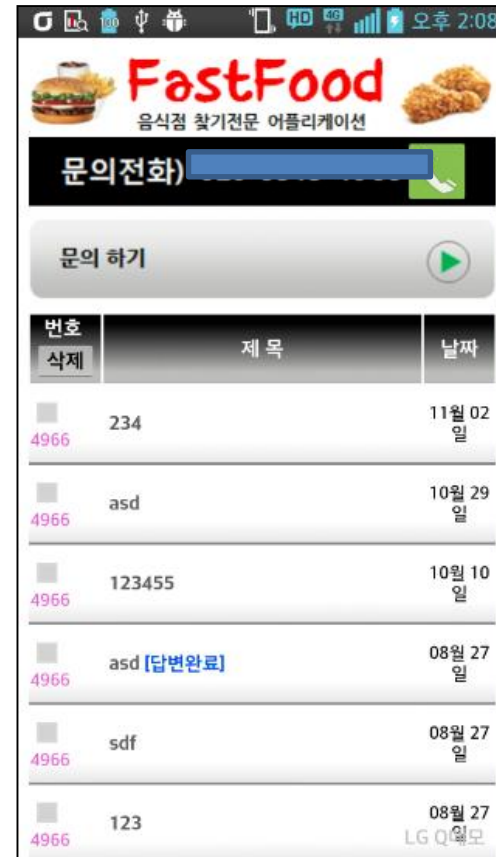 오후 2:08
FastFood
음식점 찾기전문 어플리케이션
문의전화)
문의 하기
번호
삭제
제 목
날짜
4966
234
11월 02
일
4966
asd
10월 29
일
4966
123455
10월 10
일
4966
asd [답변완료]
08월 27
일
4966
sdf
08월 27
일
4966
123
08월 27
일
LG Q메모